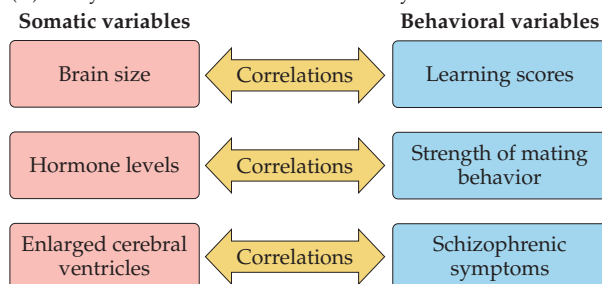 Somatic variables
Behavioral variables
Brain size
Correlations
Learning scores
Hormone levels
Correlations
Strength of mating
behavior
Enlarged cerebral
ventricles
Correlations
Schizophrenic
symptoms